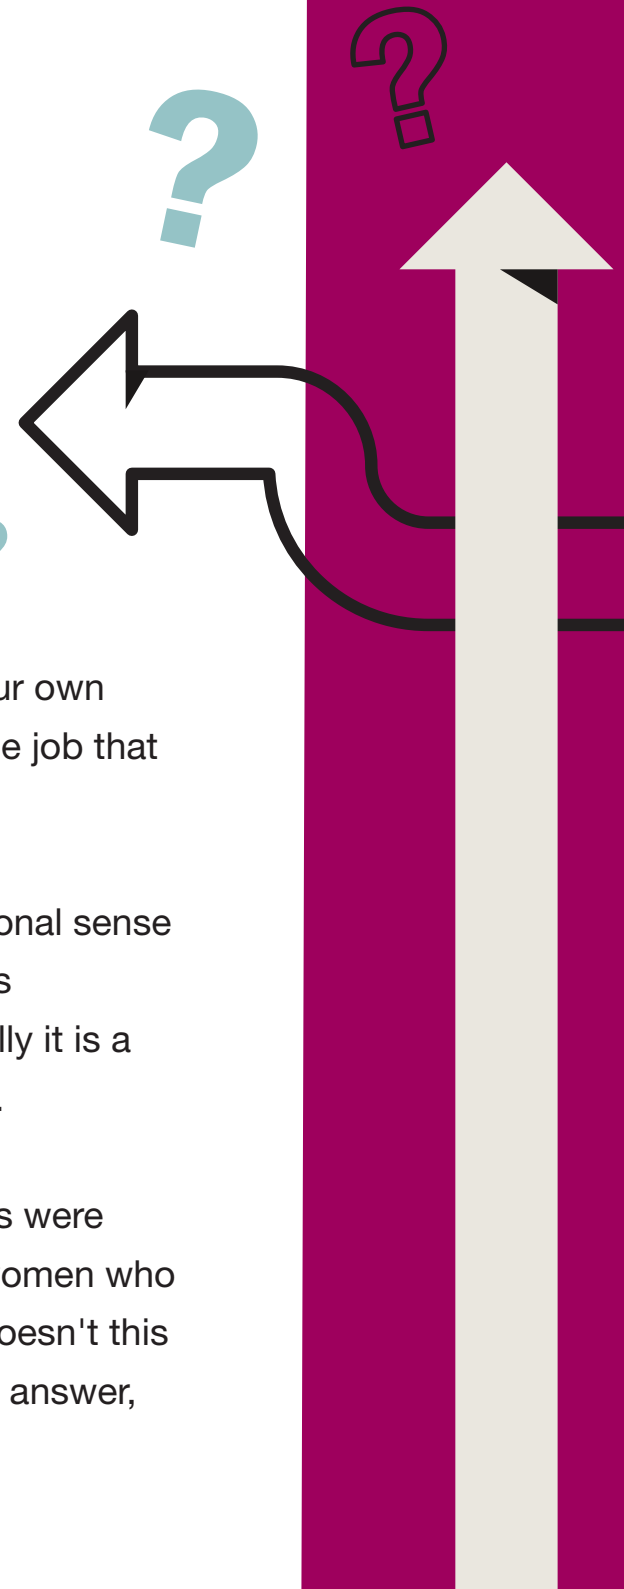 ?
?
ur own
e job that
onal sense
s
lly it is a
.
s were
omen who
oesn't this
answer,